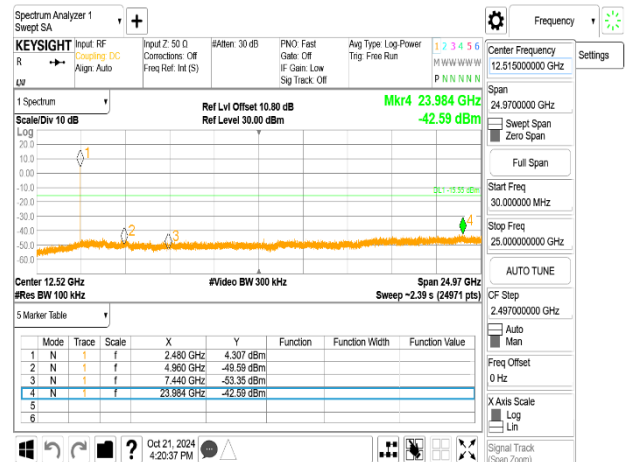 Spectrum Analyzer 1
Swept SA
Frequency
KEYSIGHT
Input: RF
Coupling: DC
Align: Auto
Input Z: 50 Ω
Corrections: Off
Freq Ref: Int (S)
#Atten: 30 dB
PNO: Fast
Gate: Off
IF Gain: Low
Sig Track: Off
Avg Type: Log-Power
Trig: Free Run
1 2 3 4 5 6
M W W W W W
P N N N N N
R
Center Frequency
12.515000000 GHz
Settings
Span
24.9700000 GHz
Swept Span
Zero Span
Full Span
Start Freq
30.000000 MHz
Stop Freq
25.000000000 GHz
AUTO TUNE
CF Step
2.497000000 GHz
Auto
Man
Freq Offset
0 Hz
X Axis Scale
Log
Lin
Signal Track
(Span Zoom)
1 Spectrum
Scale/Div 10 dB
Ref Lvl Offset 10.80 dB
Ref Level 30.00 dBm
Mkr4 23.984 GHz
-42.59 dBm
Log
20.0
10.0
0.00
-10.0
-20.0
-30.0
-40.0
-50.0
-60.0
1
2
3
4
Center 12.52 GHz
#Video BW 300 kHz
Span 24.97 GHz
#Res BW 100 kHz
Sweep ~2.39 s (24971 pts)
5 Marker Table
Mode Trace Scale X Y Function Function Width Function Value
1 N 1 f 2.480 GHz 4.307 dBm
2 N 1 f 4.960 GHz -49.59 dBm
3 N 1 f 7.440 GHz -53.35 dBm
4 N 1 f 23.984 GHz -42.59 dBm
5
6
?
Oct 21, 2024
4:20:37 PM